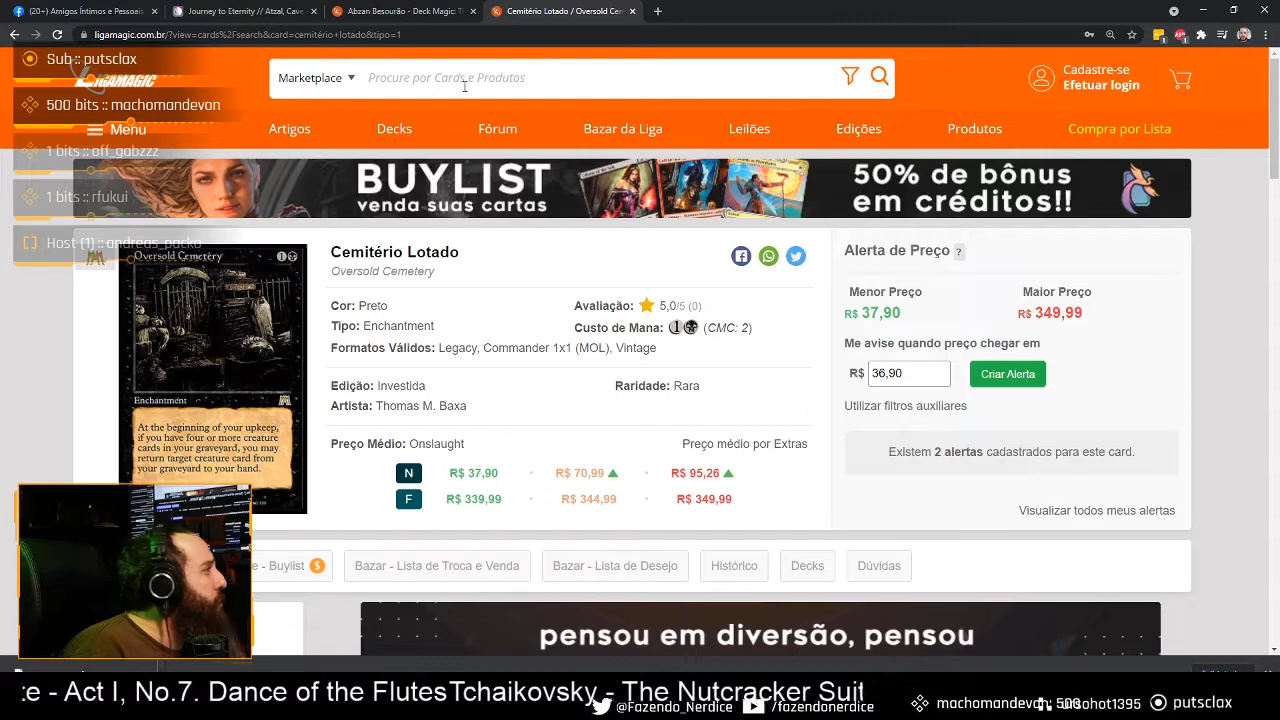 (20+) Amigos Íntimos e Pessoais
Journey to Eternity // Atzal, Cave
Abzan Besourão - Deck Magic: Th
Cemitério Lotado / Oversold Ceme
ligamagic.com.br/?view=cards%2Fsearch&card=cemitério+lotado&tipo=1
Sub :: putsclax
500 bits :: machomandevon
1 bits :: off_gabzzz
1 bits :: rfukui
Host (1) :: andreas_packo
LIGAMAGIC
Marketplace
Procure por Cards e Produtos
Cadastre-se
Efetuar login
Menu
Artigos
Decks
Fórum
Bazar da Liga
Leilões
Edições
Produtos
Compra por Lista
BUYLIST
venda suas cartas
50% de bônus
em créditos!!
Cemitério Lotado
Oversold Cemetery
Cor: Preto
Avaliação: 5,0/5 (0)
Tipo: Enchantment
Custo de Mana: 1 (CMC: 2)
Formatos Válidos: Legacy, Commander 1x1 (MOL), Vintage
Edição: Investida
Raridade: Rara
Artista: Thomas M. Baxa
Preço Médio: Onslaught
Preço médio por Extras
N R$ 37,90 R$ 70,99 R$ 95,26
F R$ 339,99 R$ 344,99 R$ 349,99
Oversold Cemetery
Enchantment
At the beginning of your upkeep,
if you have four or more creature
cards in your graveyard, you may
return target creature card from
your graveyard to your hand.
Alerta de Preço ?
Menor Preço
Maior Preço
R$ 37,90
R$ 349,99
Me avise quando preço chegar em
R$ 36,90
Criar Alerta
Utilizar filtros auxiliares
Existem 2 alertas cadastrados para este card.
Visualizar todos meus alertas
e - Buylist $
Bazar - Lista de Troca e Venda
Bazar - Lista de Desejo
Histórico
Decks
Dúvidas
pensou em diversão, pensou
te - Act I, No.7. Dance of the Flutes Tchaikovsky - The Nutcracker Suit
@Fazendo_Nerdice
/fazendonerdice
machomandevon: 500
ursohot1395
putsclax